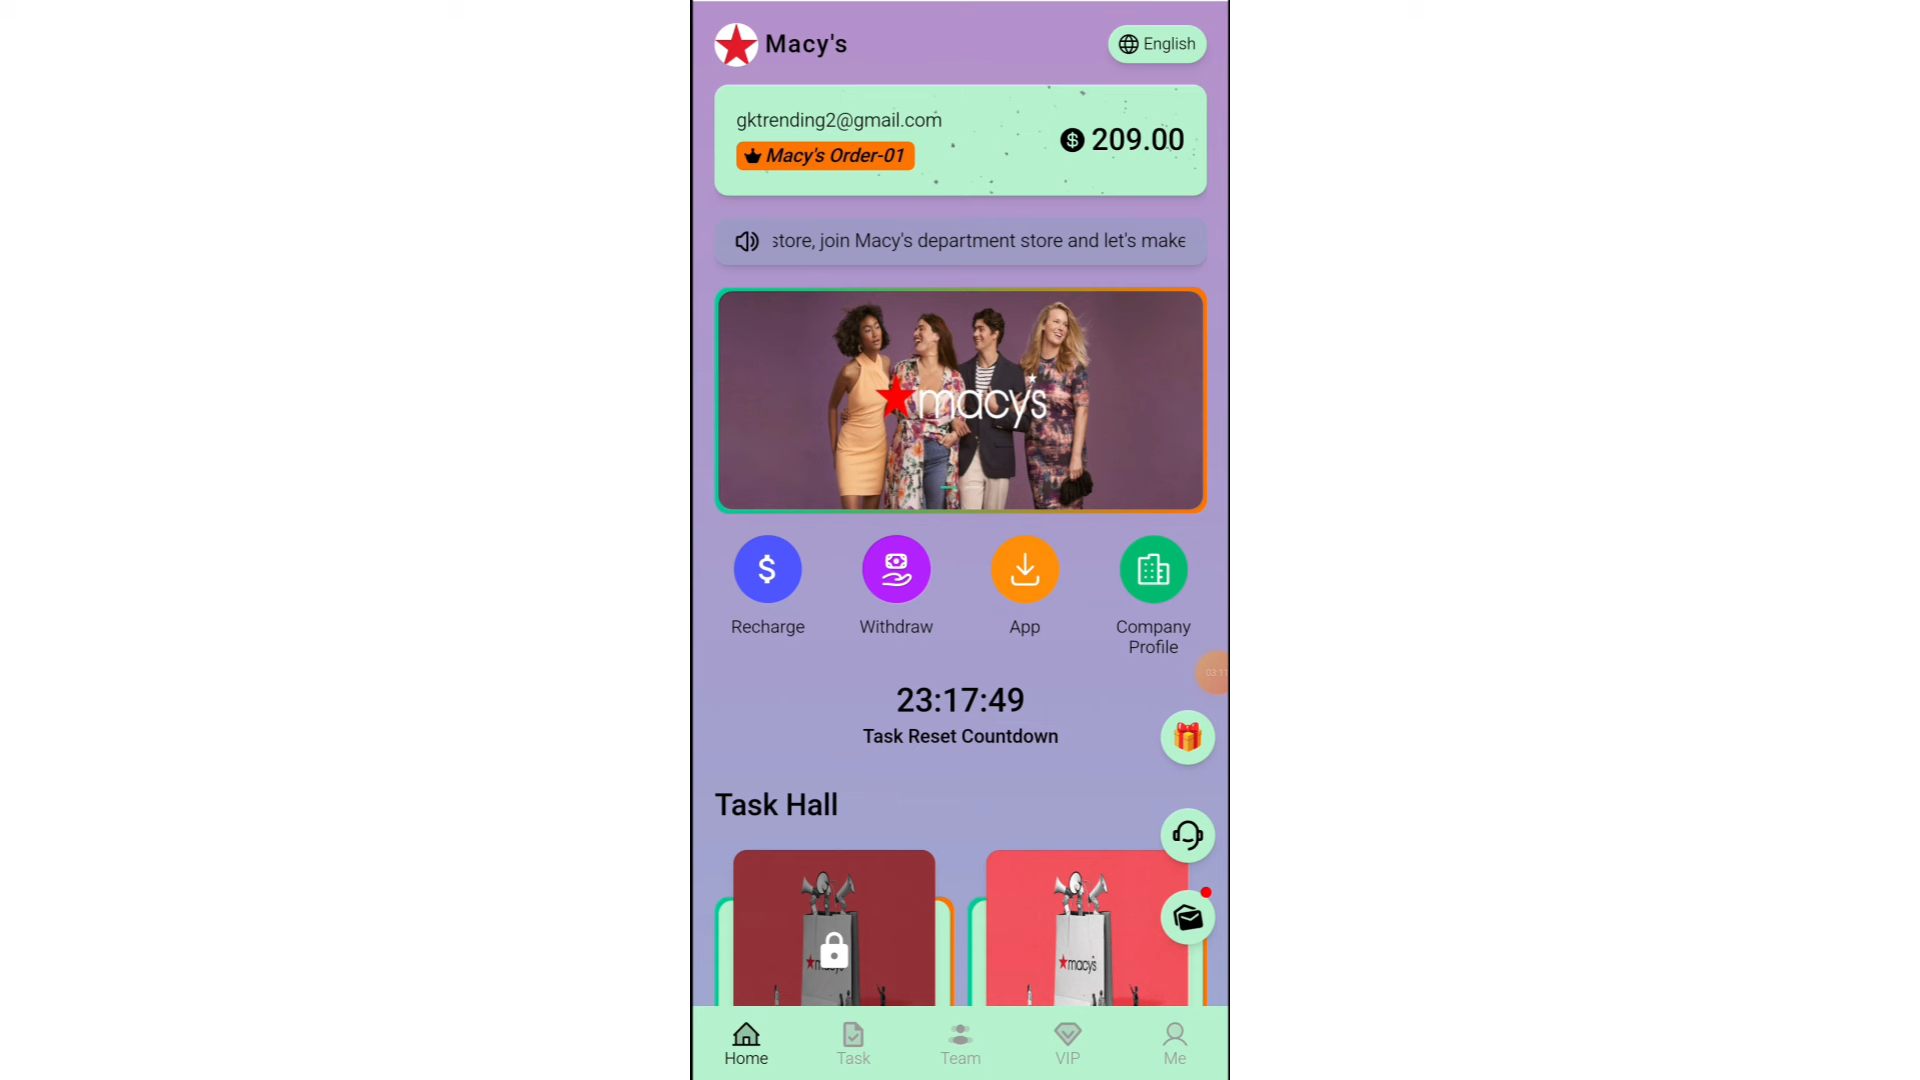 Macy's
English
gktrending2@gmail.com
Macy's Order-01
209.00
store, join Macy's department store and let's make
macy's
Recharge
Withdraw
App
Company
Profile
23:17:49
Task Reset Countdown
Task Hall
macy's
Home
Task
Team
VIP
Me